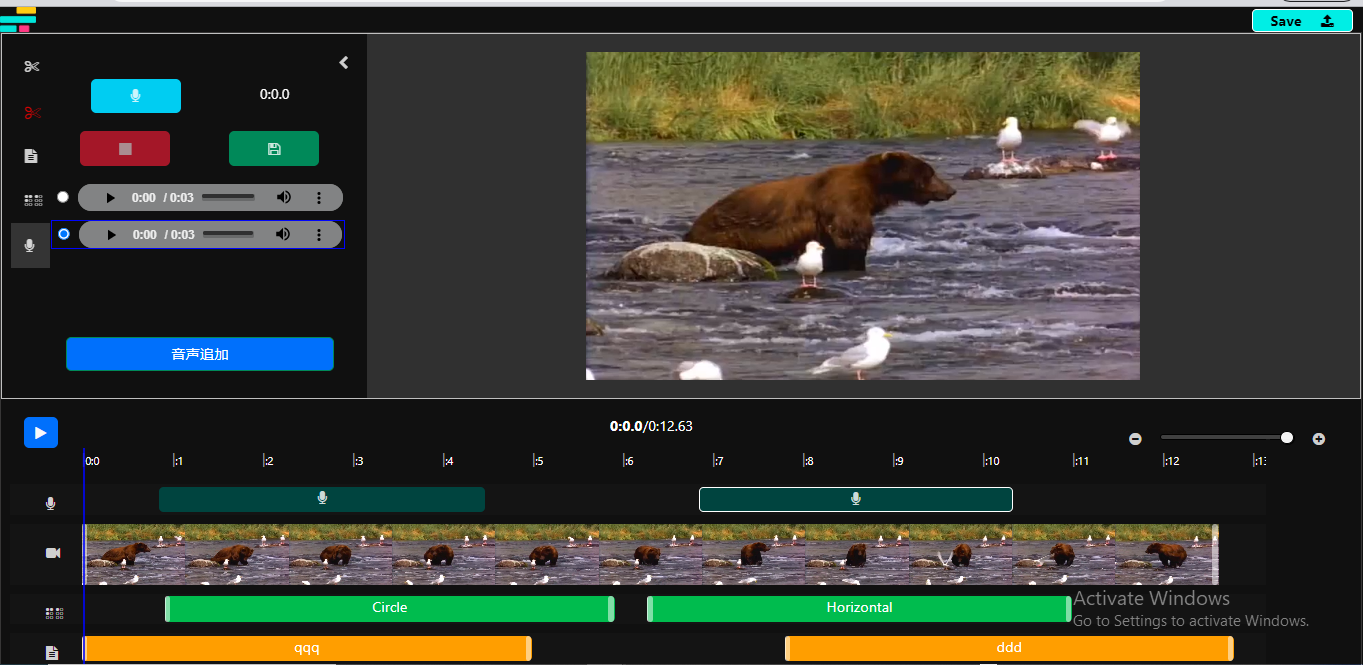 Save
0:0.0
0:00 / 0:03
0:00 / 0:03
音声追加
0:0.0/0:12.63
0:0 :1 :2 :3 :4 :5 :6 :7 :8 :9 :10 :11 :12 :13
Circle Horizontal
Activate Windows
Go to Settings to activate Windows.
qqq ddd